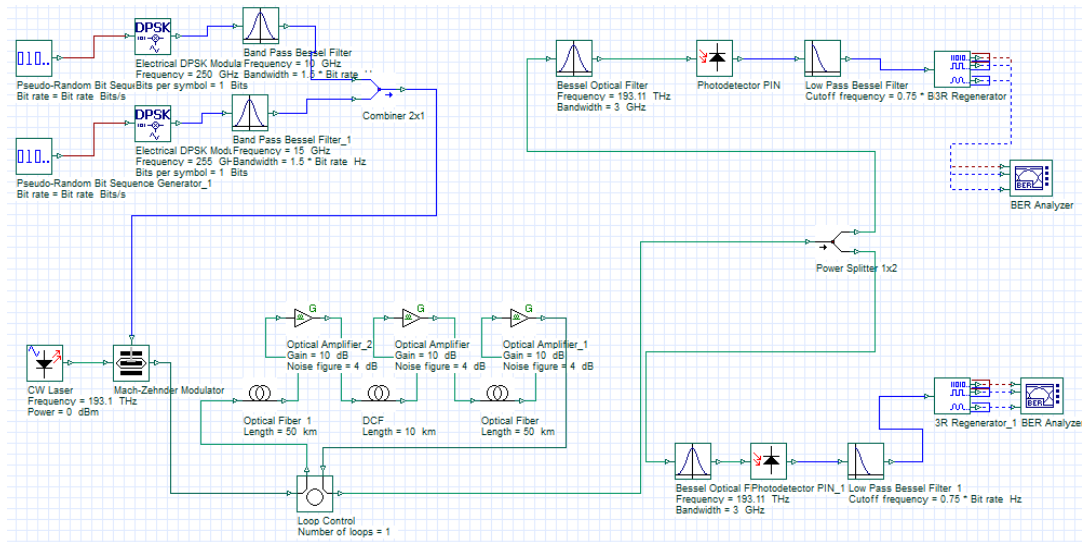 DPSK
Band Pass Bessel Filter
Electrical DPSK Modula
Frequency = 10 GHz
Frequency = 250 GHz
Bandwidth = 1.5 * Bit rate
Bits per symbol = 1 Bits
Pseudo-Random Bit Sequ
Bit rate = Bit rate Bits/s
Combiner 2x1
DPSK
Band Pass Bessel Filter_1
Electrical DPSK Modu
Frequency = 15 GHz
Frequency = 255 GH
Bandwidth = 1.5 * Bit rate Hz
Bits per symbol = 1 Bits
Pseudo-Random Bit Sequence Generator_1
Bit rate = Bit rate Bits/s
Bessel Optical Filter
Frequency = 193.11 THz
Bandwidth = 3 GHz
Photodetector PIN
Low Pass Bessel Filter
Cutoff frequency = 0.75 * B
3R Regenerator
BER
BER Analyzer
Power Splitter 1x2
G
G
G
Optical Amplifier_2
Gain = 10 dB
Noise figure = 4 dB
Optical Amplifier
Gain = 10 dB
Noise figure = 4 dB
Optical Amplifier_1
Gain = 10 dB
Noise figure = 4 dB
CW Laser
Frequency = 193.1 THz
Power = 0 dBm
Mach-Zehnder Modulator
Optical Fiber 1
Length = 50 km
DCF
Length = 10 km
Optical Fiber
Length = 50 km
Loop Control
Number of loops = 1
Bessel Optical F
Frequency = 193.11 THz
Bandwidth = 3 GHz
Photodetector PIN_1
Low Pass Bessel Filter_1
Cutoff frequency = 0.75 * Bit rate Hz
3R Regenerator_1
BER
BER Analyzer